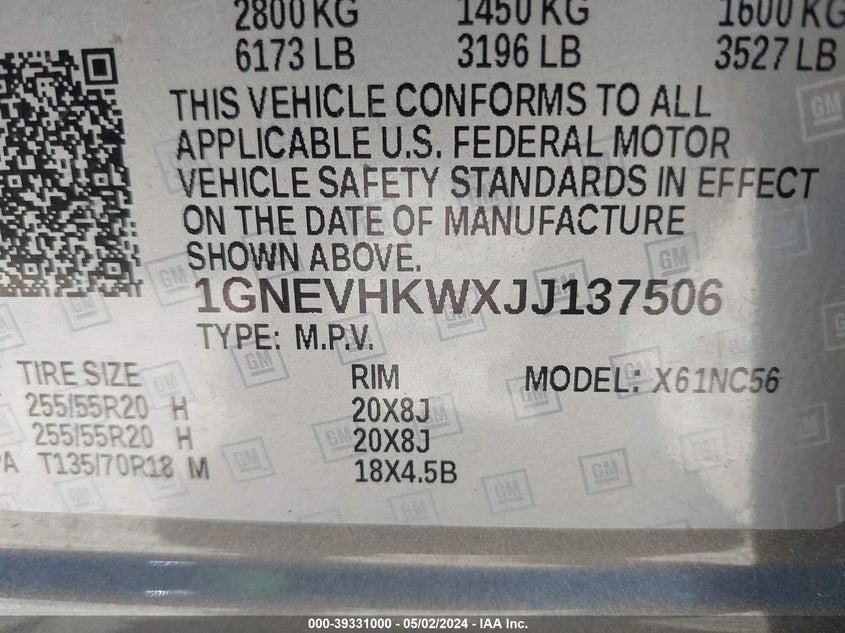 2800 KG 1450 KG 1600 KG
6173 LB 3196 LB 3527 LB
THIS VEHICLE CONFORMS TO ALL
APPLICABLE U.S. FEDERAL MOTOR
VEHICLE SAFETY STANDARDS IN EFFECT
ON THE DATE OF MANUFACTURE
SHOWN ABOVE.
1GNEVHKWXJJ137506
TYPE: M.P.V.
TIRE SIZE RIM MODEL: X61NC56
255/55R20 H 20X8J
255/55R20 H 20X8J
PA T135/70R18 M 18X4.5B
GM
000-39331000 - 05/02/2024 - IAA Inc.